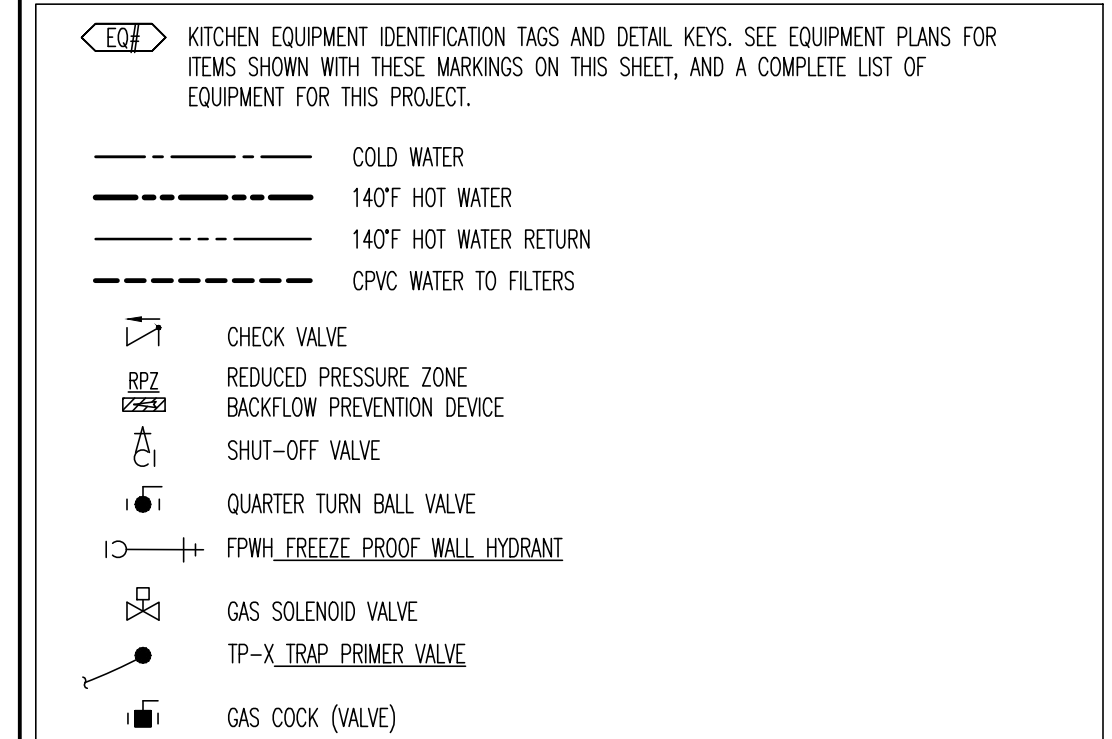 EQ# KITCHEN EQUIPMENT IDENTIFICATION TAGS AND DETAIL KEYS. SEE EQUIPMENT PLANS FOR
ITEMS SHOWN WITH THESE MARKINGS ON THIS SHEET, AND A COMPLETE LIST OF
EQUIPMENT FOR THIS PROJECT.
COLD WATER
140°F HOT WATER
140°F HOT WATER RETURN
CPVC WATER TO FILTERS
CHECK VALVE
RPZ REDUCED PRESSURE ZONE
BACKFLOW PREVENTION DEVICE
SHUT-OFF VALVE
QUARTER TURN BALL VALVE
FPWH FREEZE PROOF WALL HYDRANT
GAS SOLENOID VALVE
TP-X TRAP PRIMER VALVE
GAS COCK (VALVE)